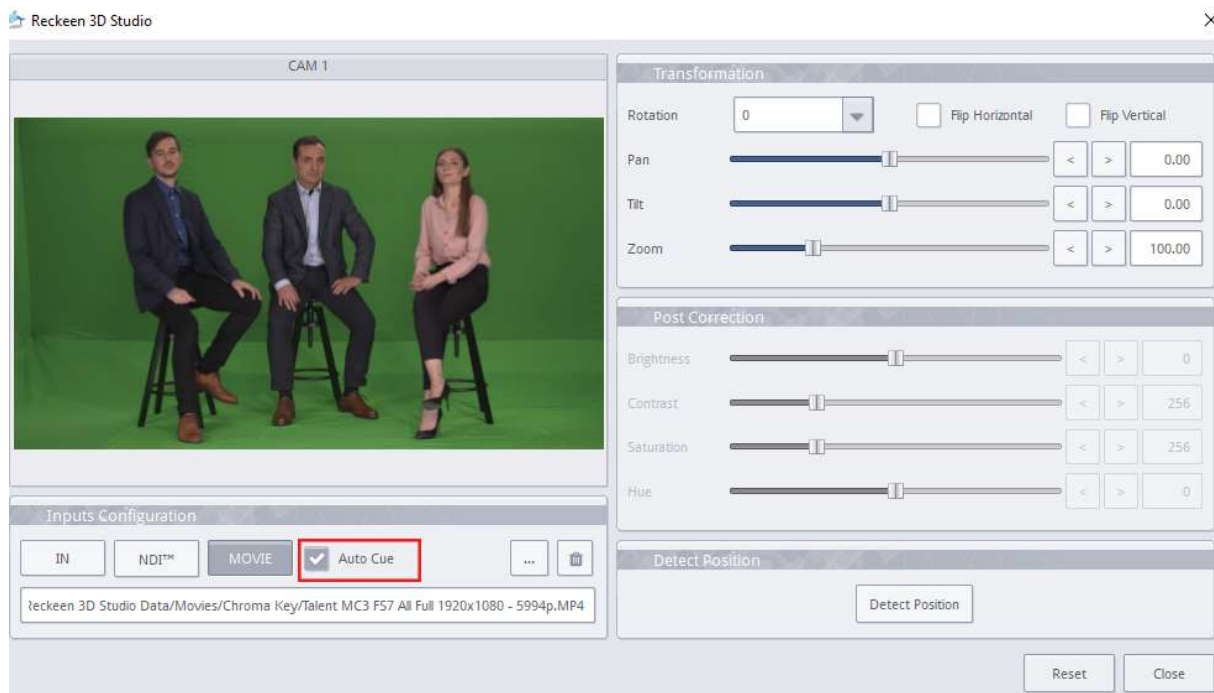 Reckeen 3D Studio
CAM 1
Inputs Configuration
IN NDI™ MOVIE Auto Cue ...
Reckeen 3D Studio Data/Movies/Chroma Key/Talent MC3 FS7 All Full 1920x1080 - 5994p.MP4
Transformation
Rotation 0 Flip Horizontal Flip Vertical
Pan < > 0.00
Tilt < > 0.00
Zoom < > 100.00
Post Correction
Brightness < > 0
Contrast < > 256
Saturation < > 256
Hue < > 0
Detect Position
Detect Position
Reset Close